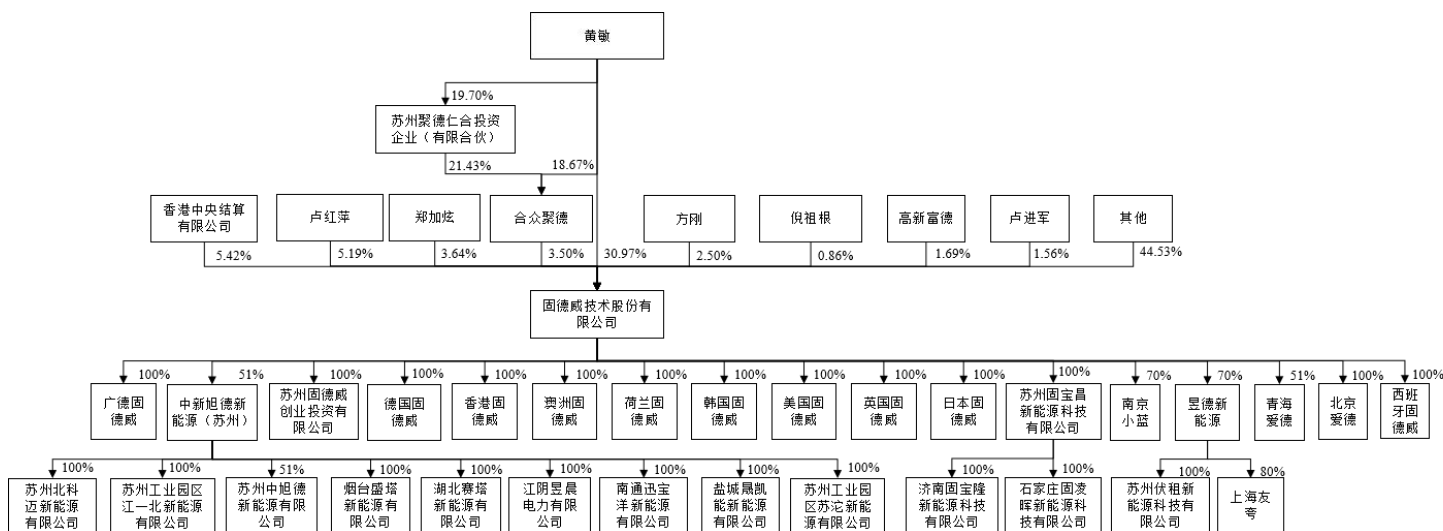 黄敏
19.70%
苏州聚德仁合投资
企业（有限合伙）
21.43%
18.67%
香港中央结算
有限公司
卢红萍
郑加炫
合众聚德
方刚
倪祖根
高新富德
卢进军
其他
5.42%
5.19%
3.64%
3.50%
30.97%
2.50%
0.86%
1.69%
1.56%
44.53%
固德威技术股份有
限公司
100%
51%
100%
100%
100%
100%
100%
100%
100%
100%
100%
100%
70%
70%
51%
100%
100%
广德固
德威
中新旭德新
能源（苏州）
苏州固德威
创业投资有
限公司
德国固
德威
香港固
德威
澳洲固
德威
荷兰固
德威
韩国固
德威
美国固
德威
英国固
德威
日本固
德威
苏州固宝昌
新能源科技
有限公司
南京
小蓝
昱德新
能源
青海
爱德
北京
爱德
西班
牙固
德威
100%
100%
51%
100%
100%
100%
100%
100%
100%
100%
100%
100%
80%
苏州北科
迈新能源
有限公司
苏州工业园区
江一北新能源
有限公司
苏州中旭德
新能源有限
公司
烟台盛塔
新能源有
限公司
湖北赛塔
新能源有
限公司
江阴昱晨
电力有限公
司
南通迅宝
洋新能源
有限公司
盐城晟凯
能新能源
有限公司
苏州工业园
区苏沱新能
源有限公司
济南固宝隆
新能源科技
有限公司
石家庄固凌
晖新能源科
技有限公司
苏州伏租新
能源科技有
限公司
上海友
夸